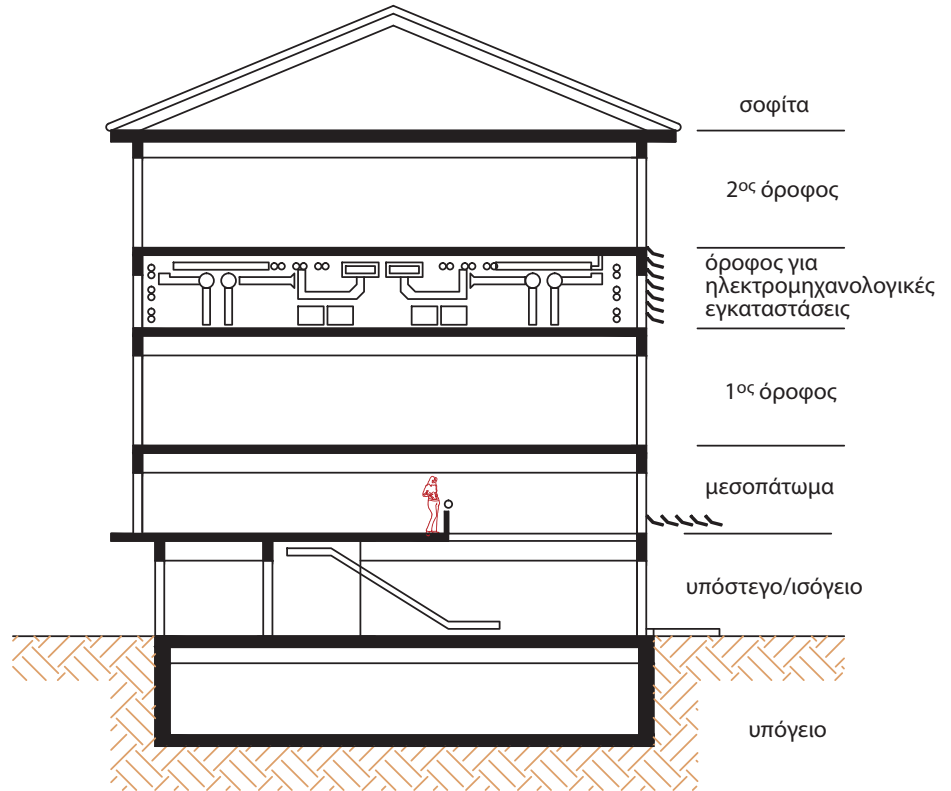 σοφίτα
2ος όροφος
όροφος για
ηλεκτρομηχανολογικές
εγκαταστάσεις
1ος όροφος
μεσοπάτωμα
υπόστεγο/ισόγειο
υπόγειο